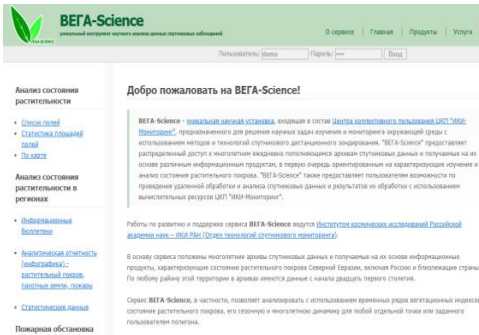 ВЕГА-Science
уникальный инструмент научного анализа данных спутниковых наблюдений
О сервисе | Главная | Продукты | Услуги
Пользователь: demo Пароль: Вход
Анализ состояния растительности
Список полей
Статистика площадей полей
По карте
Анализ состояния растительности в регионах
Информационные бюллетени
Аналитическая отчетность (инфографика) - растительный покров, пахотные земли, пожары
Статистические данные
Пожарная обстановка
Добро пожаловать на ВЕГА-Science!
ВЕГА-Science - уникальная научная установка, входящая в состав Центра коллективного пользования ЦКП "ИКИ-
Мониторинг", предназначенного для решения научных задач изучения и мониторинга окружающей среды с
использованием методов и технологий спутникового дистанционного зондирования. "ВЕГА-Science" предоставляет
распределенный доступ к многолетним ежедневно пополняющимся архивам спутниковых данных и получаемых на их
основе различным информационным продуктам, в первую очередь ориентированным на характеристику изучение и
анализ состояния растительного покрова. "ВЕГА-Science" также предоставляет пользователям возможности по
проведения удаленной обработки и анализа спутниковых данных и результатов их обработки с использованием
вычислительных ресурсов ЦКП "ИКИ-Мониторинг".
Работы по развитию и поддержке сервиса ВЕГА-Science ведутся Институтом космических исследований Российской
академии наук - ИКИ РАН (Отдел технологий спутникового мониторинга).
В основу сервиса положены многолетние архивы спутниковых данных и получаемые на их основе информационные
продукты, характеризующие состояние растительного покрова Северной Евразии, включая Россию и близлежащие страны.
По любому району этой территории в архивах имеются данные с начала двадцать первого столетия.
Сервис ВЕГА-Science, в частности, позволяет анализировать с использованием временных рядов вегетационных индексов
состояние растительного покрова, его сезонную и многолетнюю динамику для любой отдельной точки или заданного
пользователем полигона.